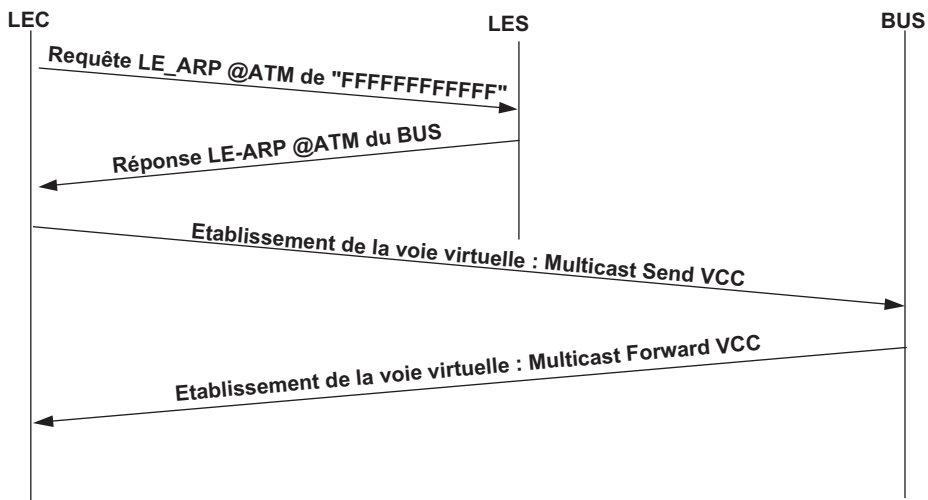 LEC
LES
BUS
Requête LE_ARP @ATM de "FFFFFFFFFFFF"
Réponse LE-ARP @ATM du BUS
Etablissement de la voie virtuelle : Multicast Send VCC
Etablissement de la voie virtuelle : Multicast Forward VCC